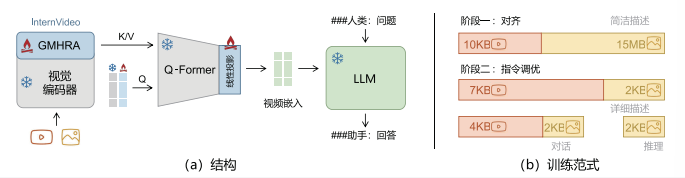 InternVideo
GMHRA
视觉
编码器
K/V
Q
Q-Former
线性投影
视频嵌入
###人类：问题
LLM
###助手：回答
（a）结构
阶段一：对齐
简洁描述
10KB
15MB
阶段二：指令调优
7KB
2KB
详细描述
4KB
2KB
2KB
对话
推理
（b）训练范式